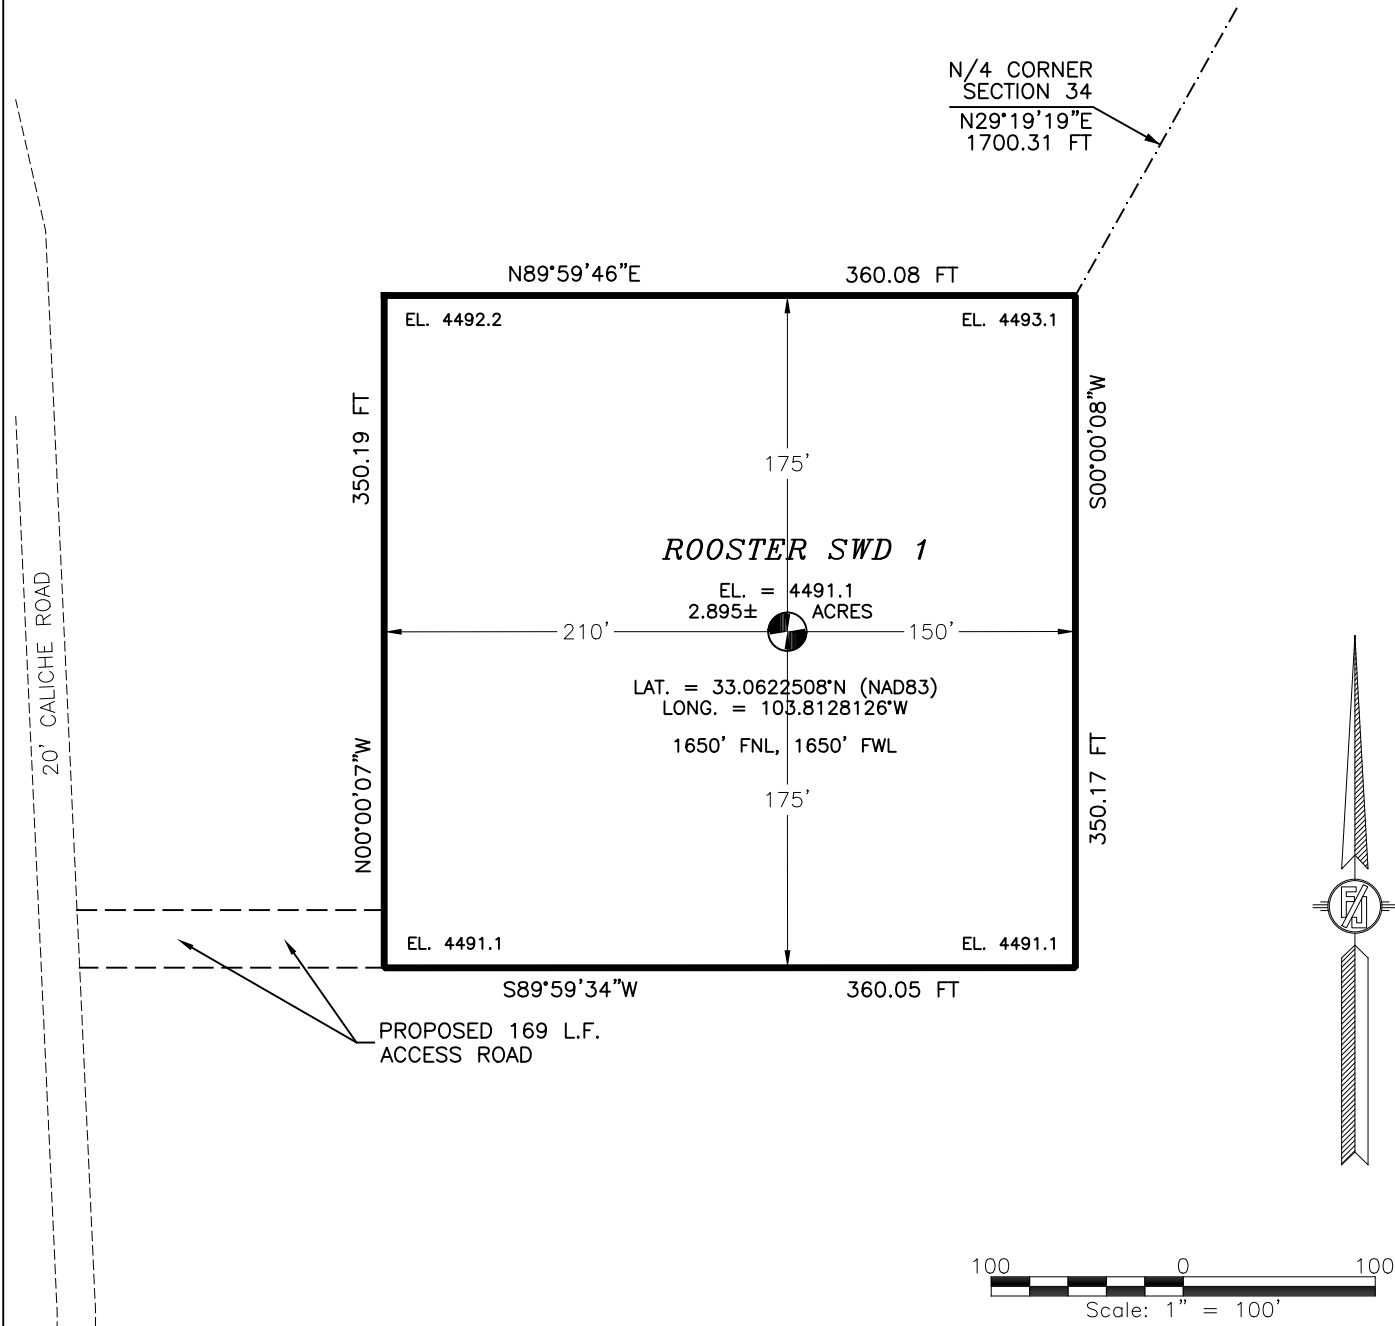 N/4 CORNER
SECTION 34
N29°19'19"E
1700.31 FT
N89°59'46"E
360.08 FT
EL. 4492.2
EL. 4493.1
350.19 FT
S00°00'08"W
175'
ROOSTER SWD 1
EL. = 4491.1
2.895± ACRES
210'
150'
20' CALICHE ROAD
LAT. = 33.0622508°N (NAD83)
LONG. = 103.8128126°W
1650' FNL, 1650' FWL
N00°00'07"W
350.17 FT
175'
EL. 4491.1
EL. 4491.1
S89°59'34"W
360.05 FT
PROPOSED 169 L.F.
ACCESS ROAD
100 0 100
Scale: 1" = 100'